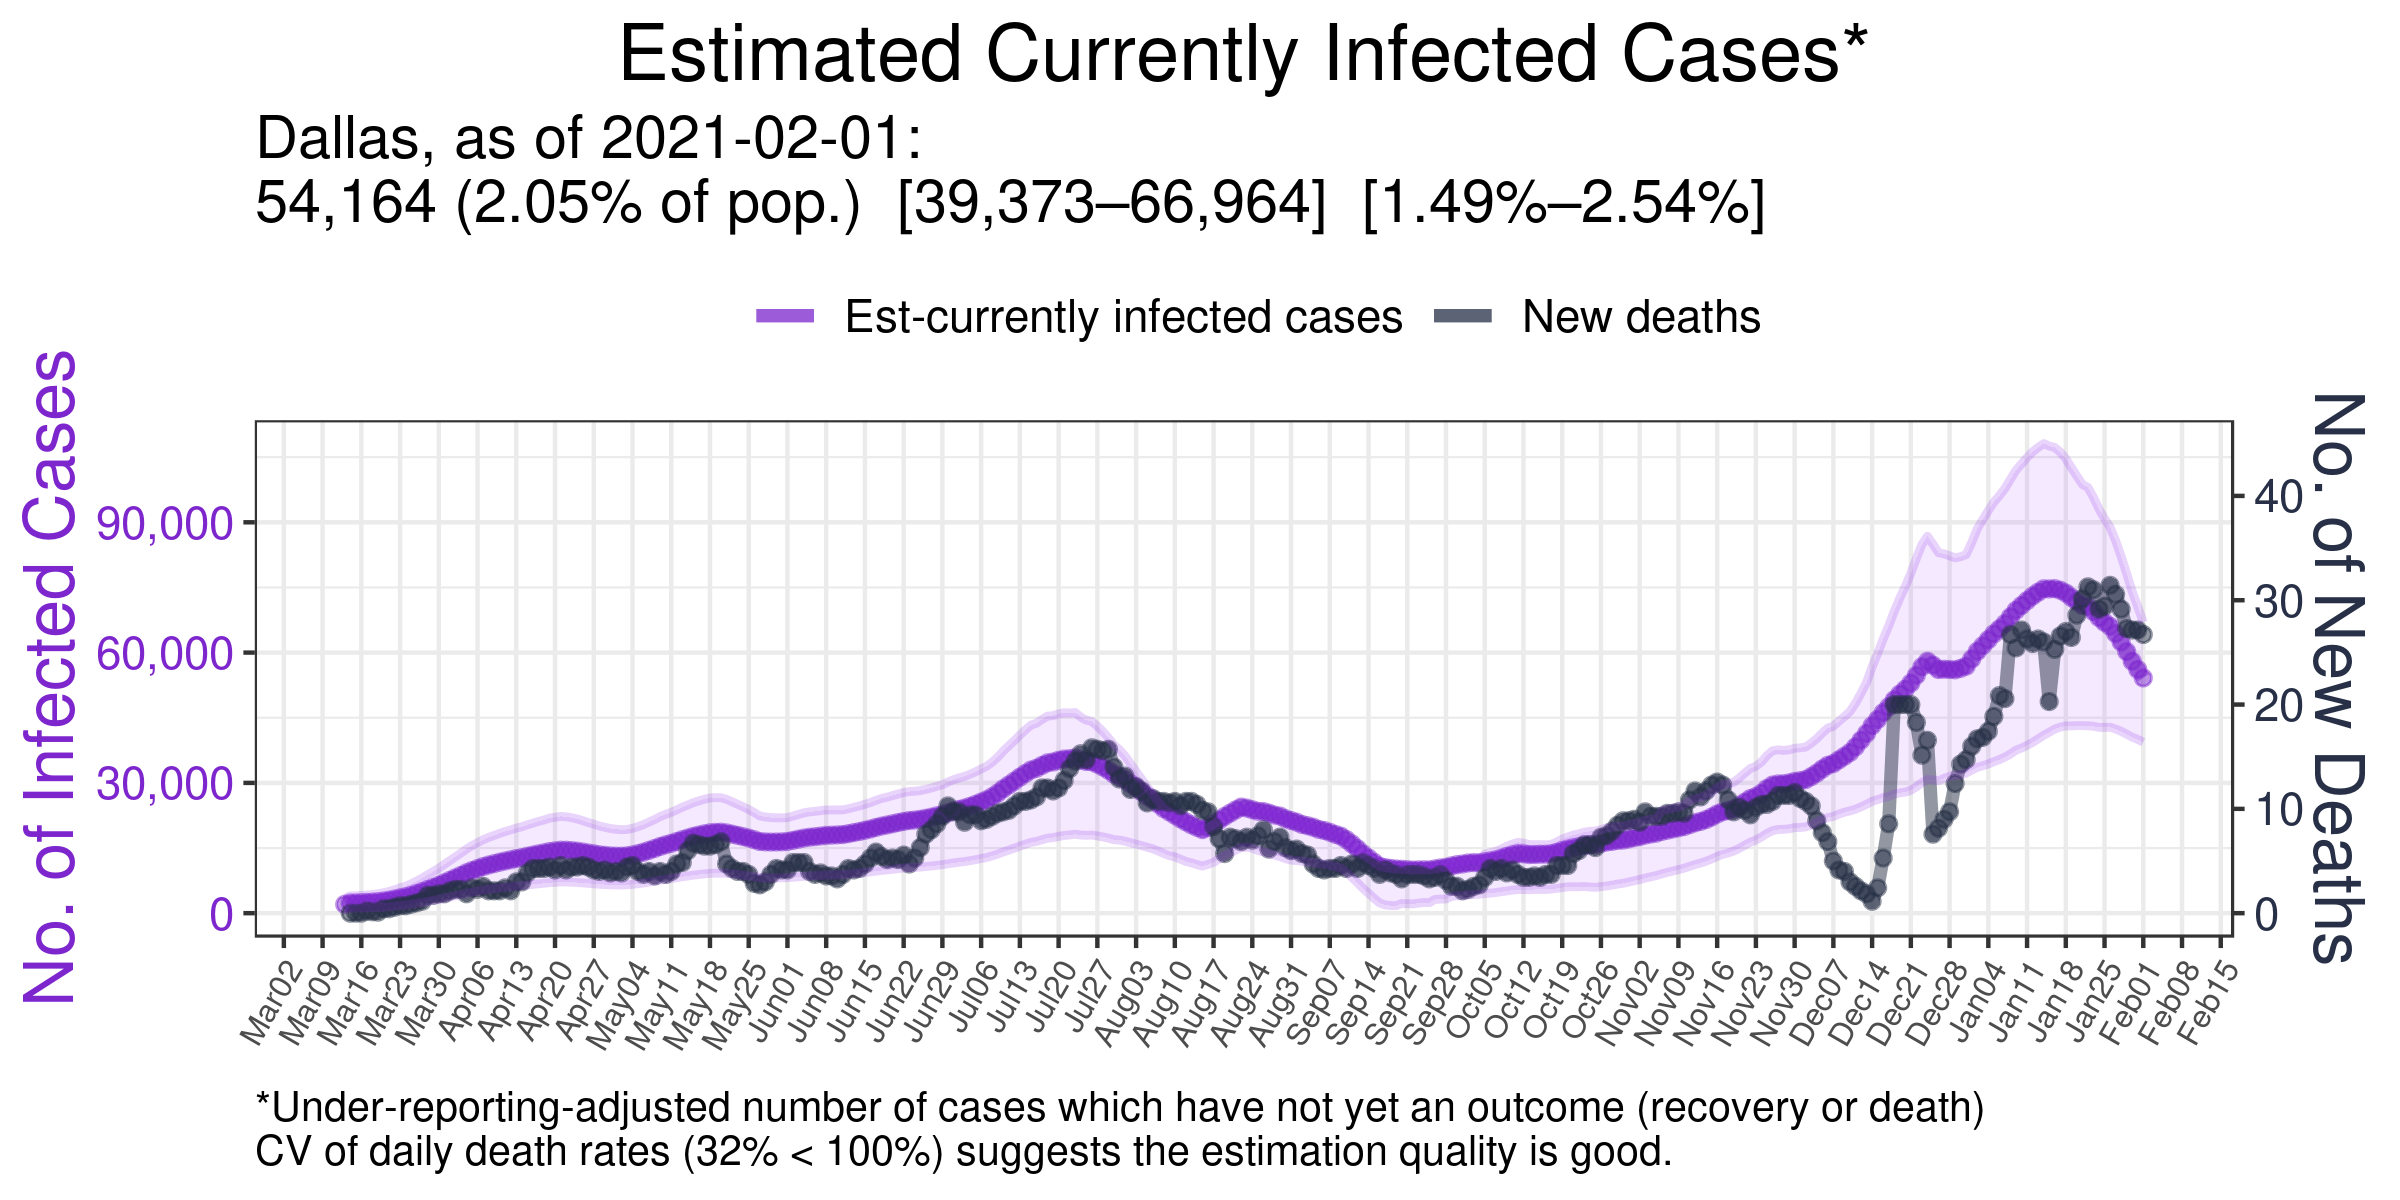 Estimated Currently Infected Cases*
Dallas, as of 2021-02-01:
54,164 (2.05% of pop.) [39,373–66,964] [1.49%–2.54%]
Est-currently infected cases
New deaths
No. of Infected Cases
90,000
60,000
30,000
0
40
30
20
10
0
No. of New Deaths
Mar02
Mar09
Mar16
Mar23
Mar30
Apr06
Apr13
Apr20
Apr27
May04
May11
May18
May25
Jun01
Jun08
Jun15
Jun22
Jun29
Jul06
Jul13
Jul20
Jul27
Aug03
Aug10
Aug17
Aug24
Aug31
Sep07
Sep14
Sep21
Sep28
Oct05
Oct12
Oct19
Oct26
Nov02
Nov09
Nov16
Nov23
Nov30
Dec07
Dec14
Dec21
Dec28
Jan04
Jan11
Jan18
Jan25
Feb01
Feb08
Feb15
*Under-reporting-adjusted number of cases which have not yet an outcome (recovery or death)
CV of daily death rates (32% < 100%) suggests the estimation quality is good.